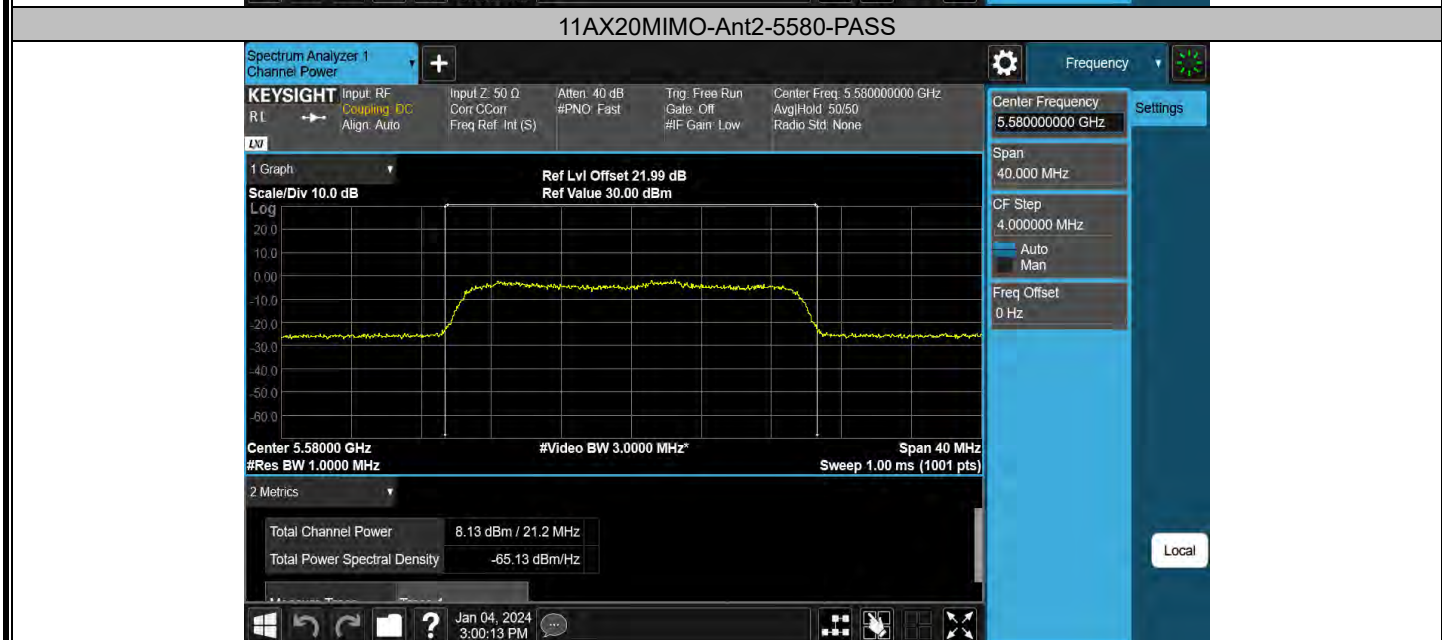 11AX20MIMO-Ant2-5580-PASS
Spectrum Analyzer 1
Channel Power
Frequency
KEYSIGHT
Input: RF
Coupling: DC
Align: Auto
Input Z: 50 Ω
Corr CCorr
Freq Ref: Int (S)
Atten: 40 dB
#PNO: Fast
Trig: Free Run
Gate: Off
#IF Gain: Low
Center Freq: 5.580000000 GHz
Avg|Hold: 50/50
Radio Std: None
LXI
Center Frequency
5.580000000 GHz
Settings
Span
40.000 MHz
CF Step
4.000000 MHz
Auto
Man
Freq Offset
0 Hz
1 Graph
Scale/Div 10.0 dB
Ref Lvl Offset 21.99 dB
Ref Value 30.00 dBm
Log
20.0
10.0
0.00
-10.0
-20.0
-30.0
-40.0
-50.0
-60.0
Center 5.58000 GHz
#Video BW 3.0000 MHz*
Span 40 MHz
#Res BW 1.0000 MHz
Sweep 1.00 ms (1001 pts)
2 Metrics
Total Channel Power 8.13 dBm / 21.2 MHz
Total Power Spectral Density -65.13 dBm/Hz
Local
Jan 04, 2024
3:00:13 PM